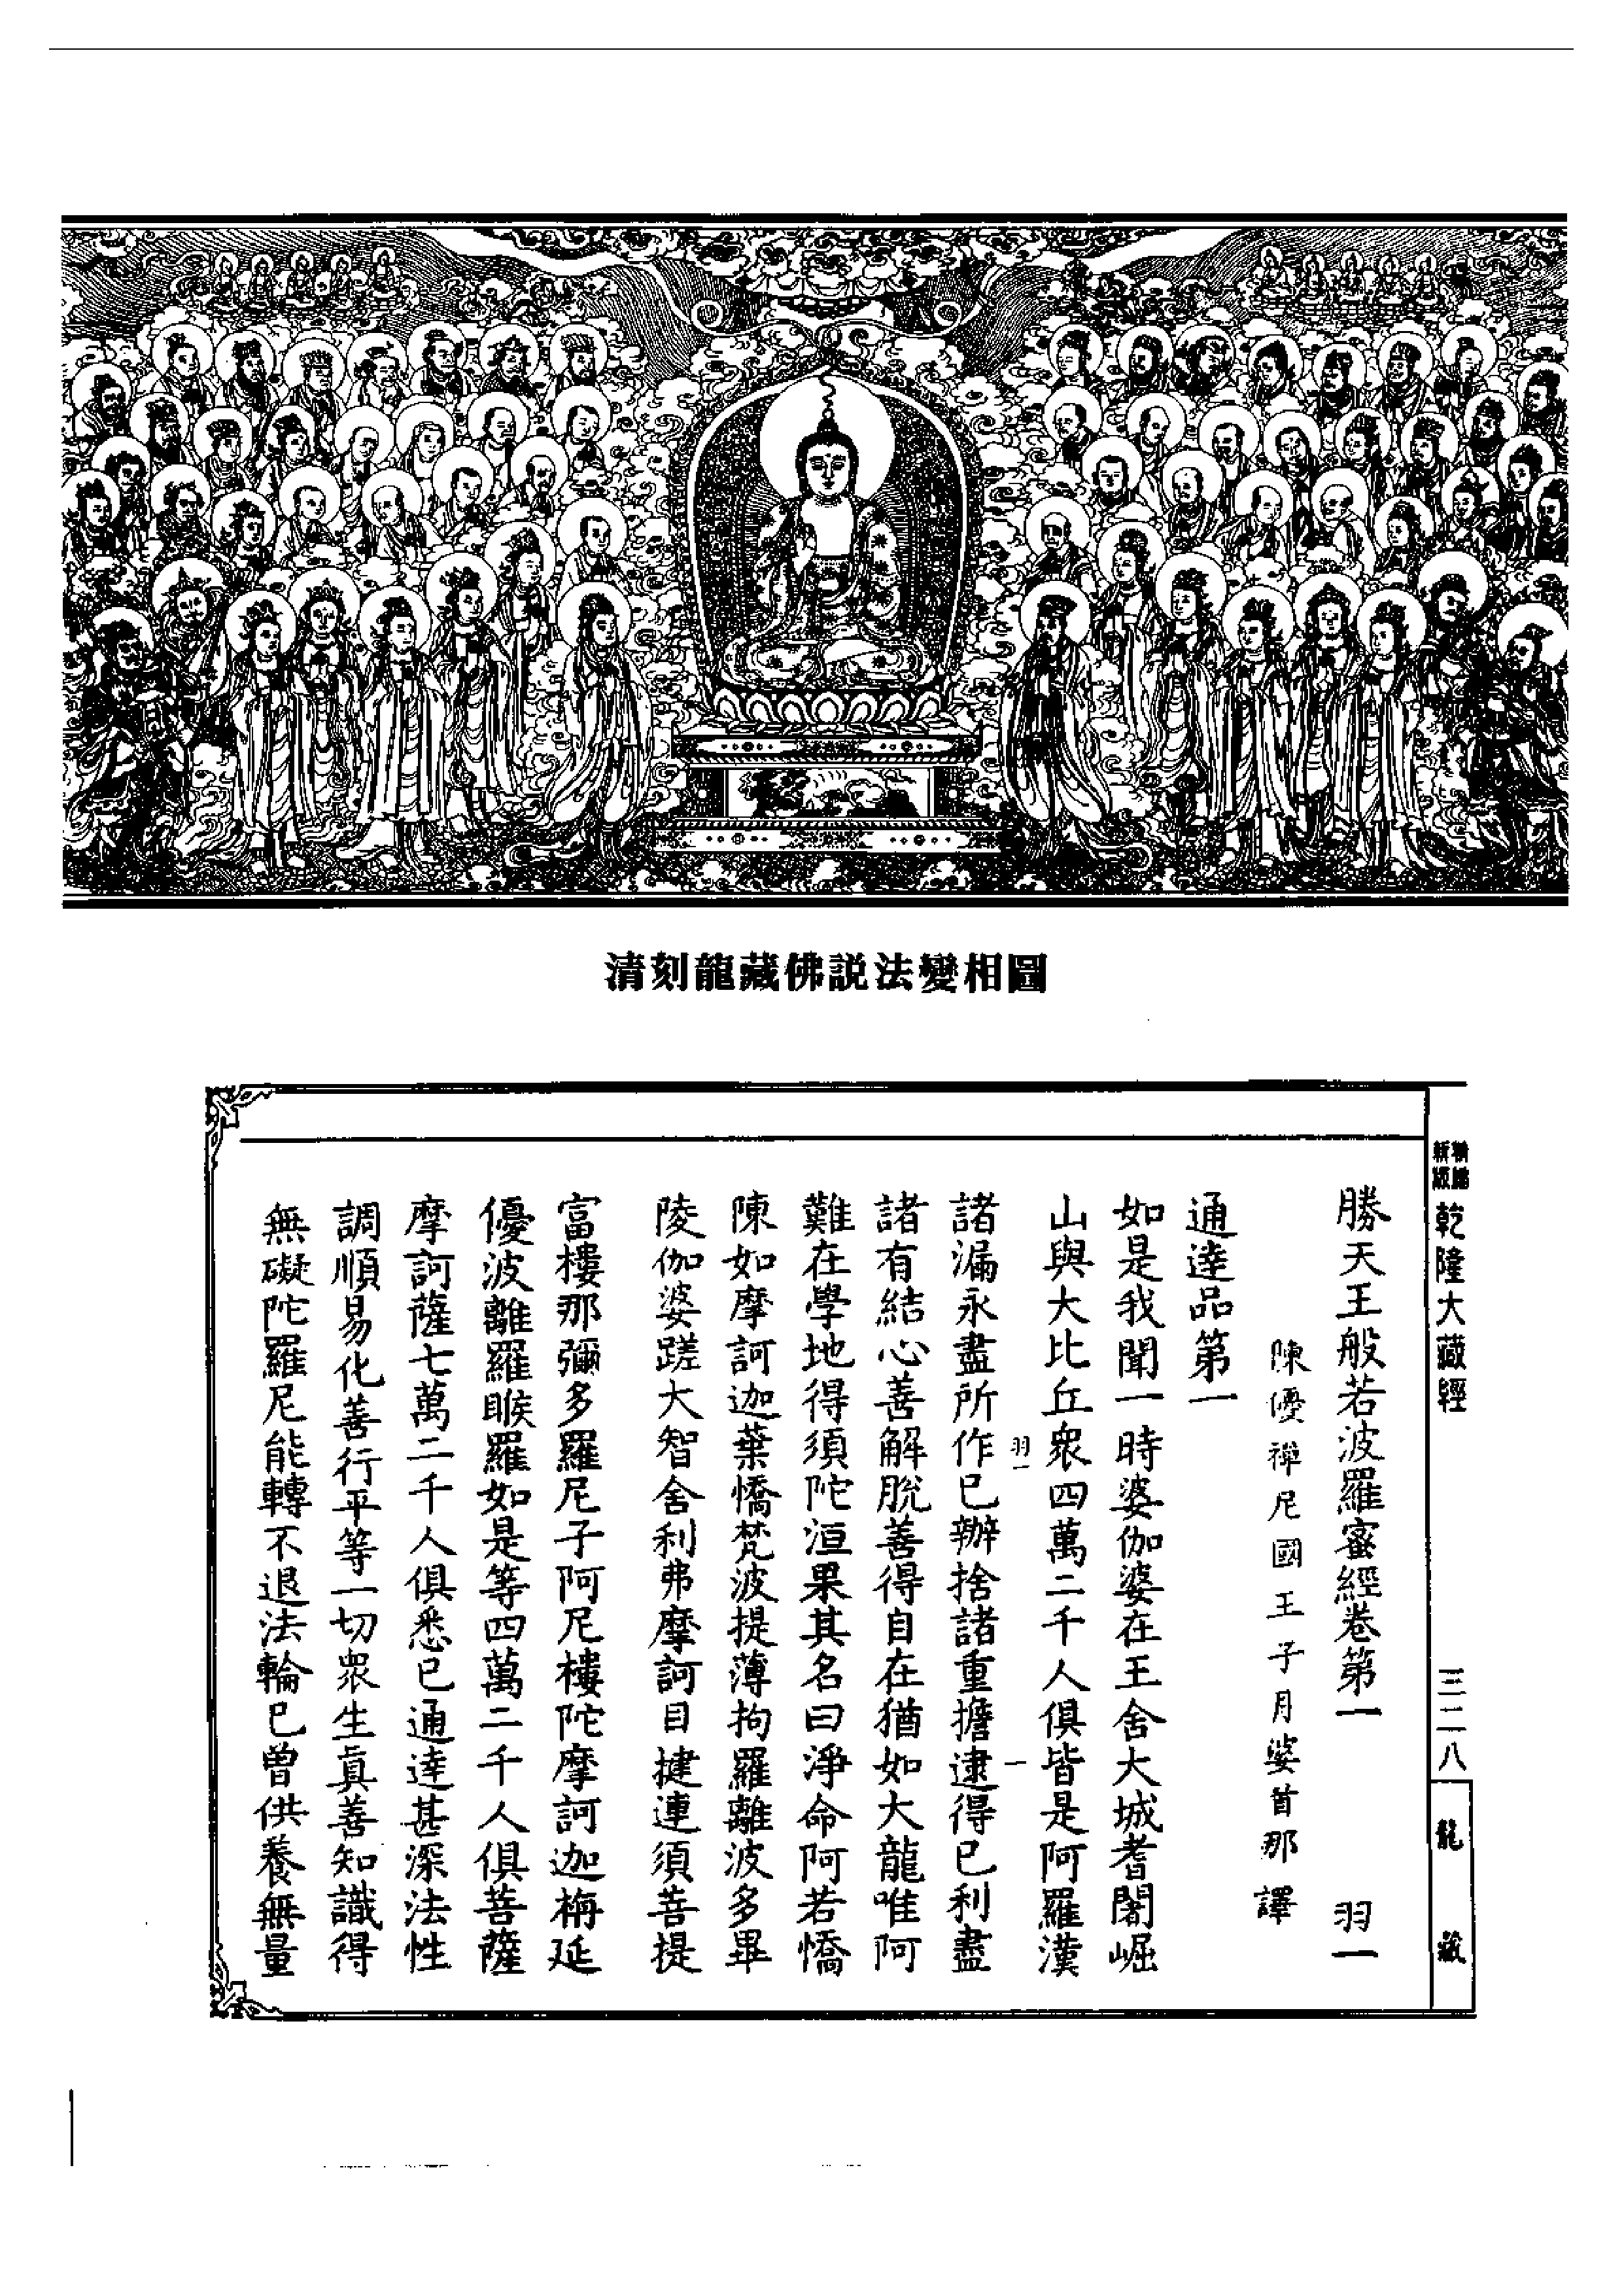 清刻龍藏佛説法變相圖
新編
新版
乾隆大藏經
三二八
龍藏
勝天王般若波羅蜜經卷第一 羽一
陳優禪尼國王子月婆首那譯
通達品第一
如是我聞一時婆伽婆在王舍大城耆闍崛
山與大比丘衆四萬二千人俱皆是阿羅漢
羽一 一
諸漏永盡所作已辦捨諸重擔逮得已利盡
諸有結心善解脫善得自在猶如大龍唯阿
難在學地得須陀洹果其名曰淨命阿若憍
陳如摩訶迦葉憍梵波提薄拘羅離波多畢
陵伽婆蹉大智舍利弗摩訶目揵連須菩提
富樓那彌多羅尼子阿尼樓陀摩訶迦栴延
優波離羅睺羅如是等四萬二千人俱菩薩
摩訶薩七萬二千人俱悉已通達甚深法性
調順易化善行平等一切衆生真善知識得
無礙陀羅尼能轉不退法輪已曾供養無量